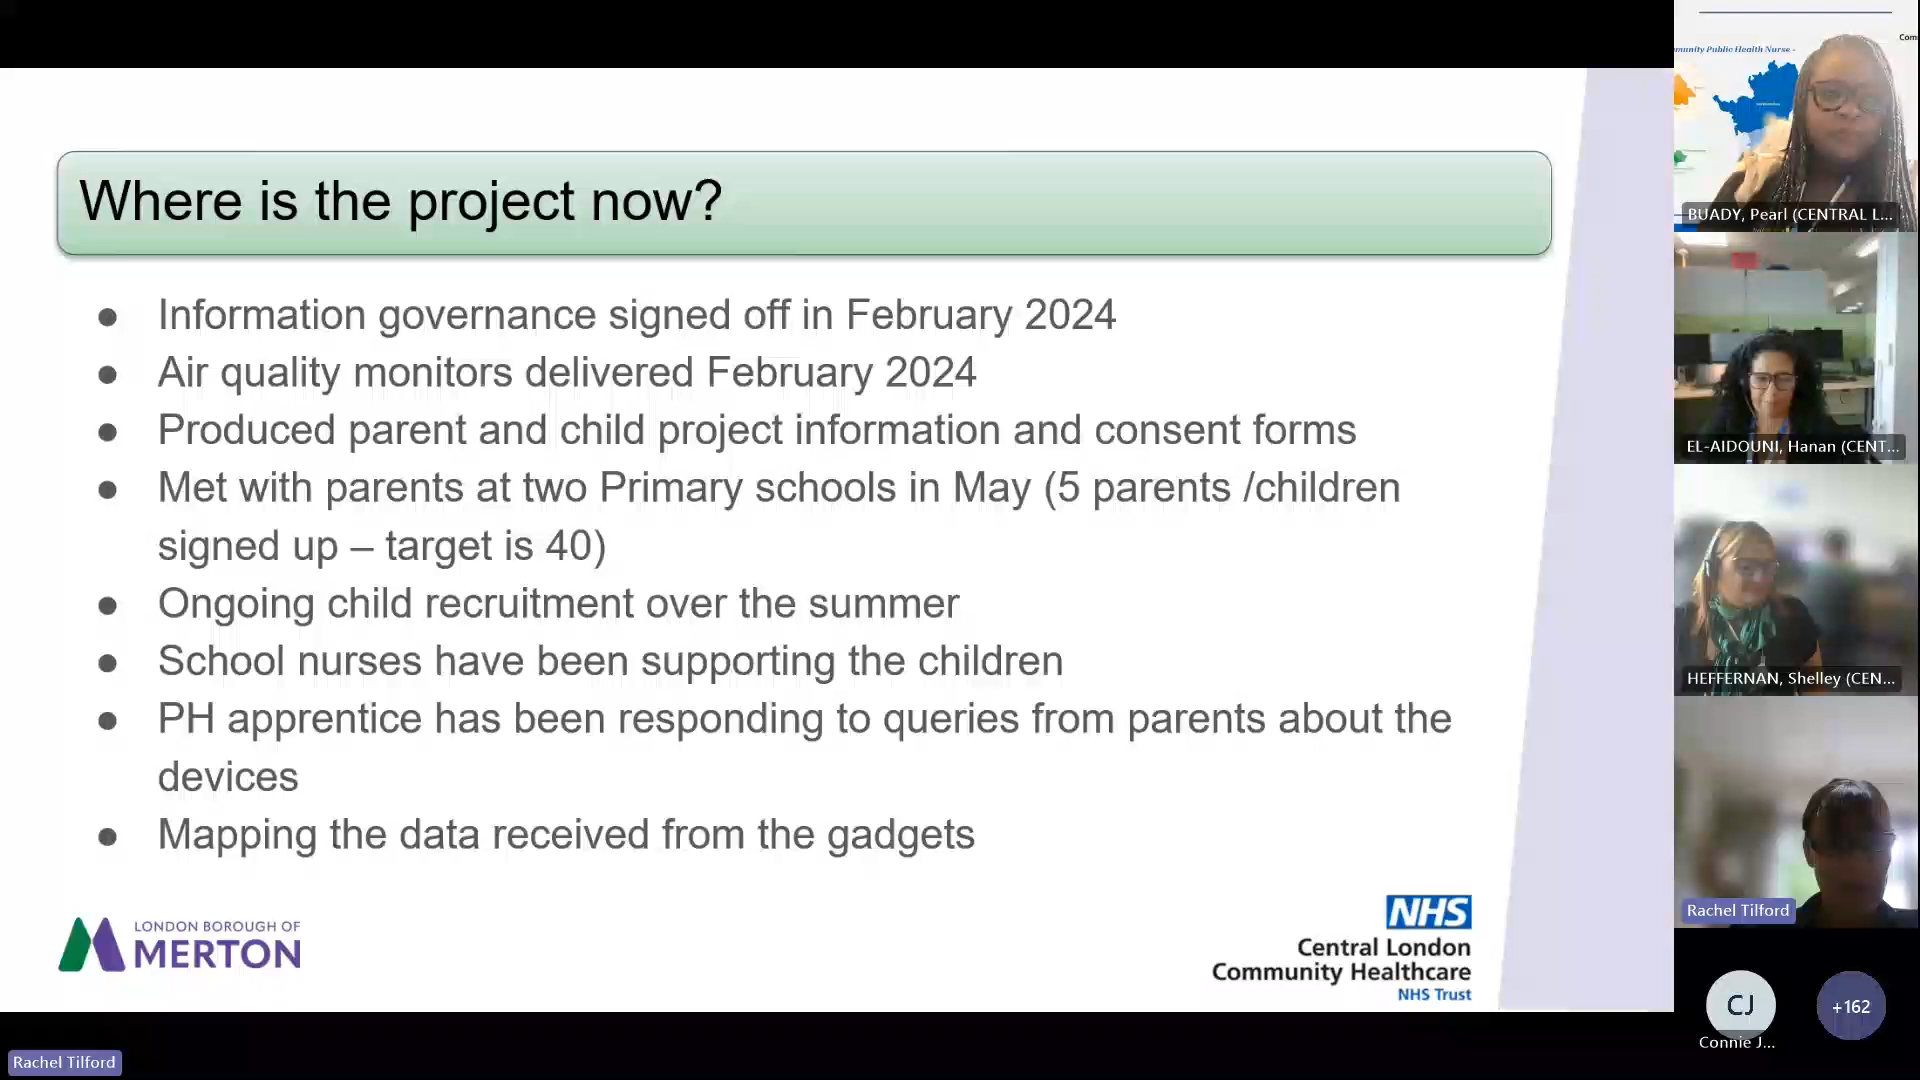 Where is the project now?
● Information governance signed off in February 2024
● Air quality monitors delivered February 2024
● Produced parent and child project information and consent forms
● Met with parents at two Primary schools in May (5 parents /children
signed up – target is 40)
● Ongoing child recruitment over the summer
● School nurses have been supporting the children
● PH apprentice has been responding to queries from parents about the
devices
● Mapping the data received from the gadgets
LONDON BOROUGH OF
MERTON
NHS
Central London
Community Healthcare
NHS Trust
Rachel Tilford
Com
munity Public Health Nurse -
BUADY, Pearl (CENTRAL L...
EL-AIDOUNI, Hanan (CENT...
HEFFERNAN, Shelley (CEN...
Rachel Tilford
CJ
+162
Connie J...